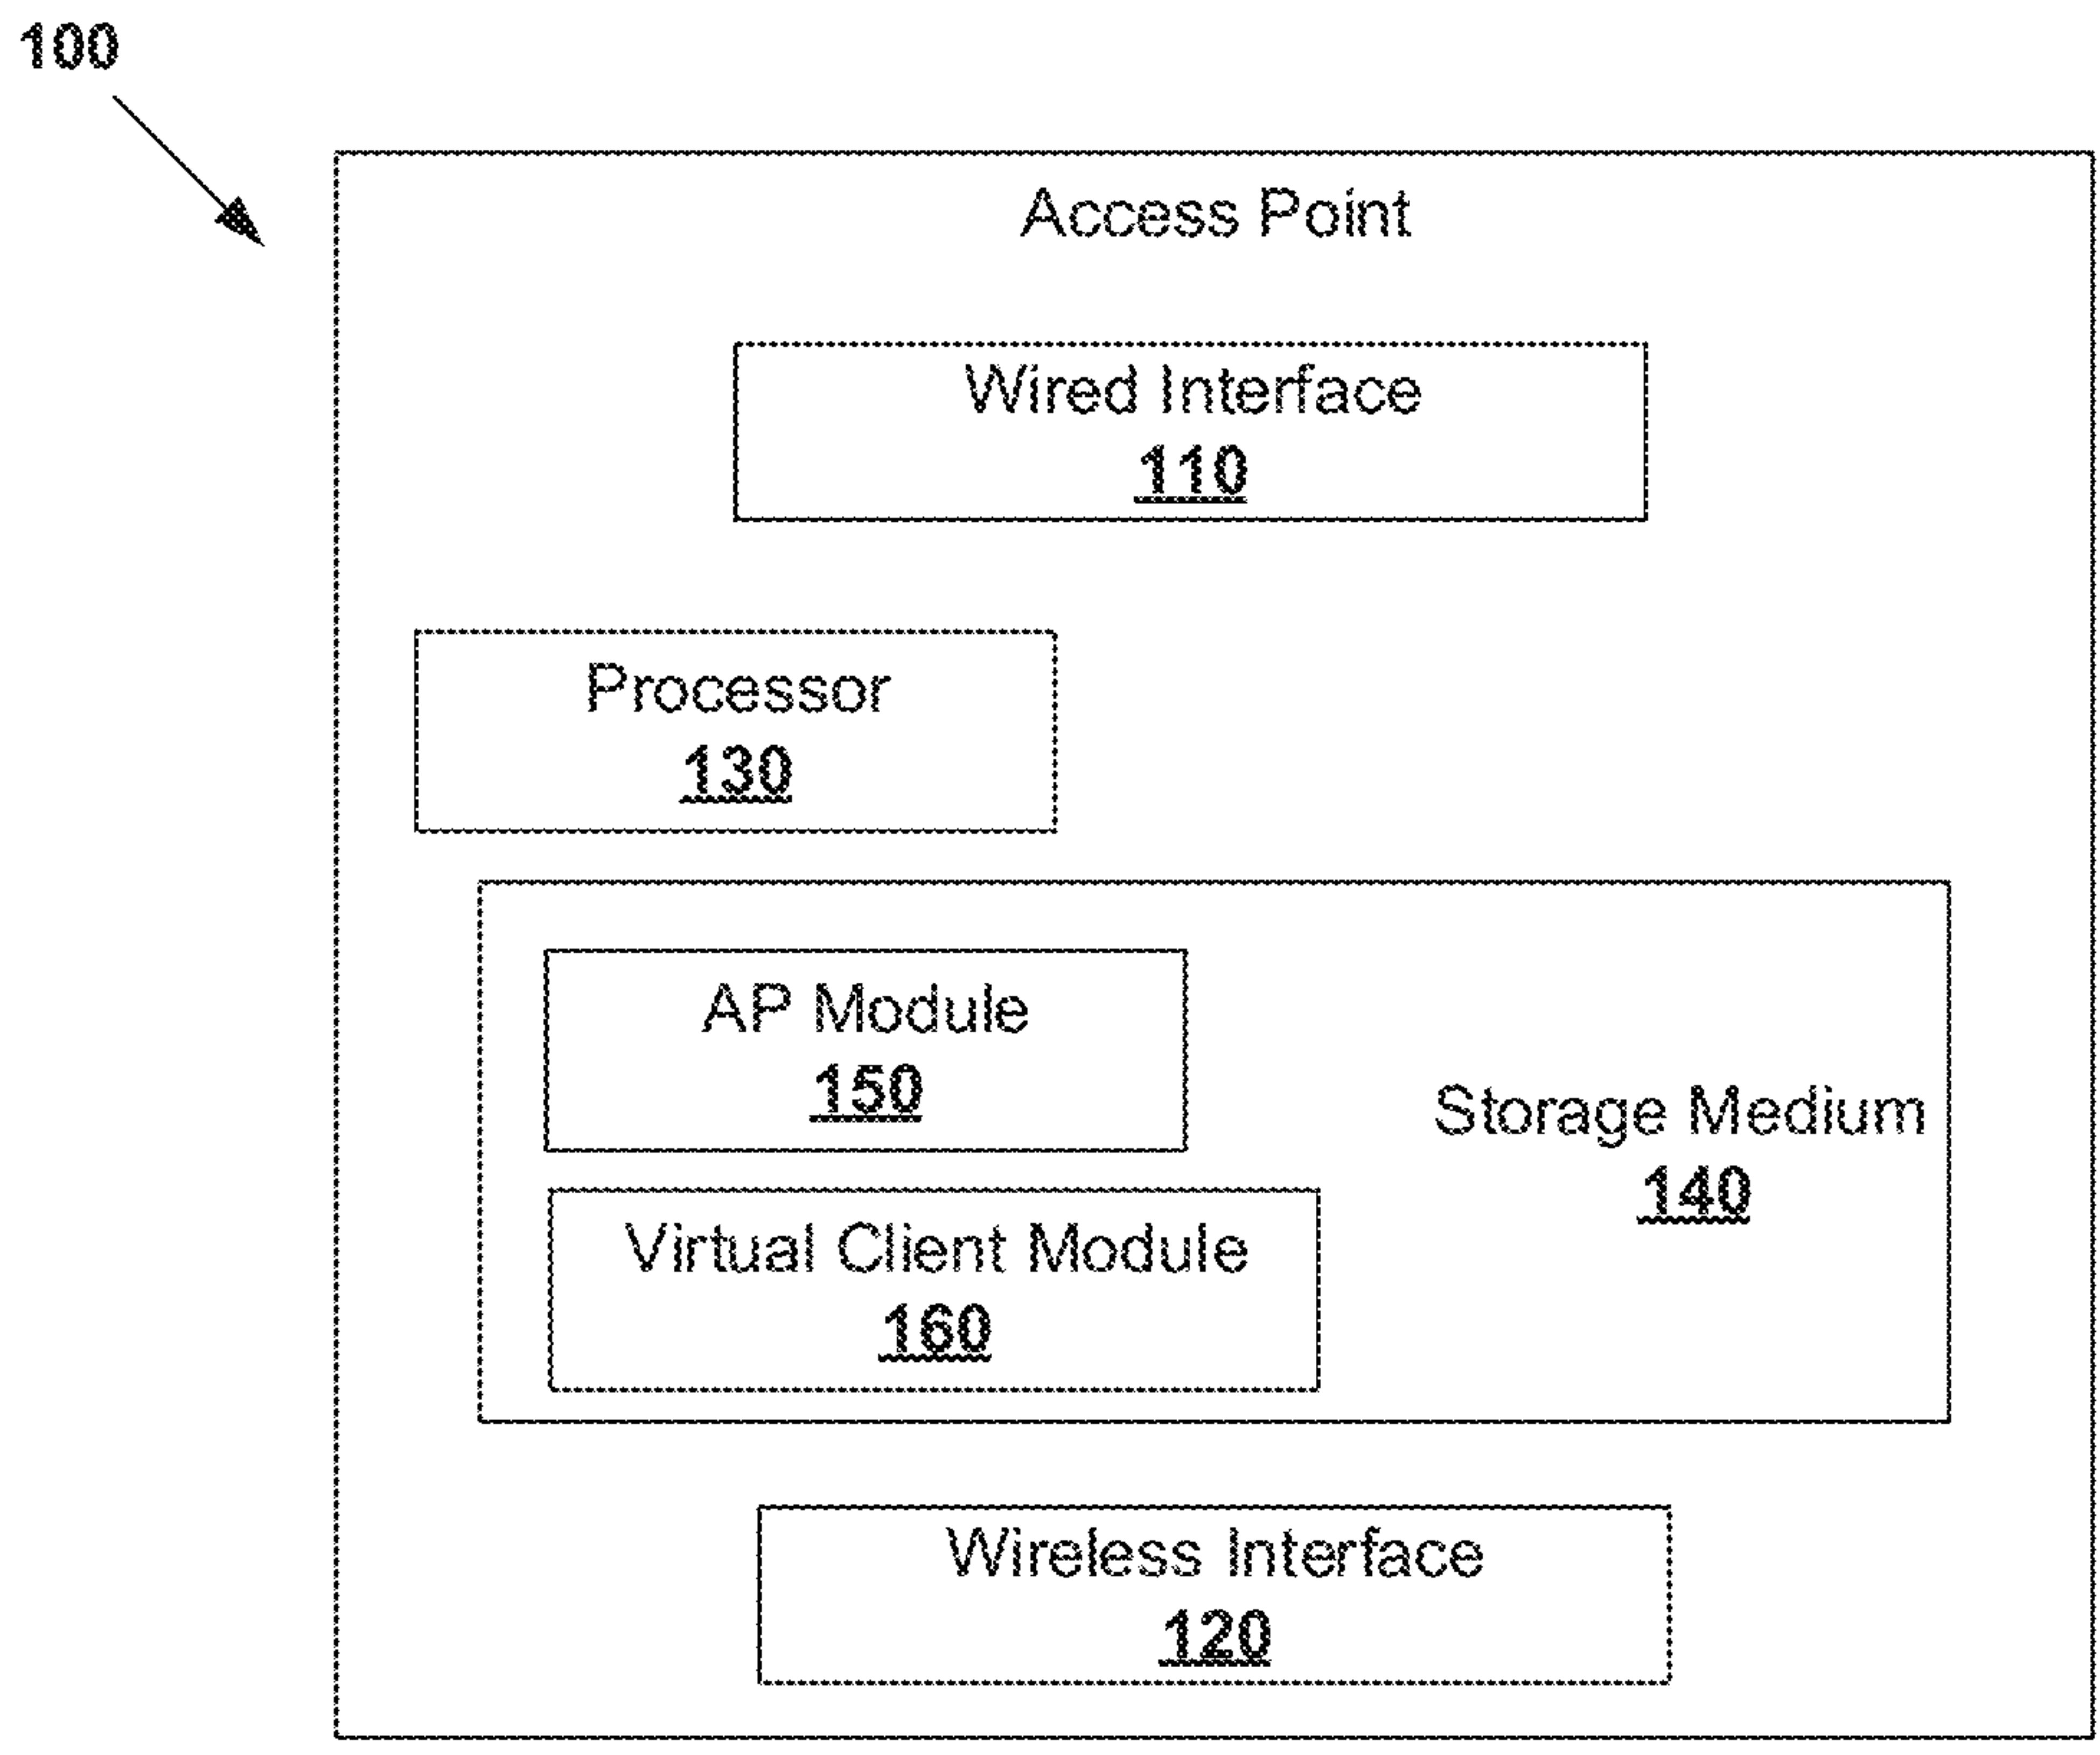 100
Access Point
Wired Interface
110
Processor
130
AP Module
150
Storage Medium
140
Virtual Client Module
160
Wireless Interface
120